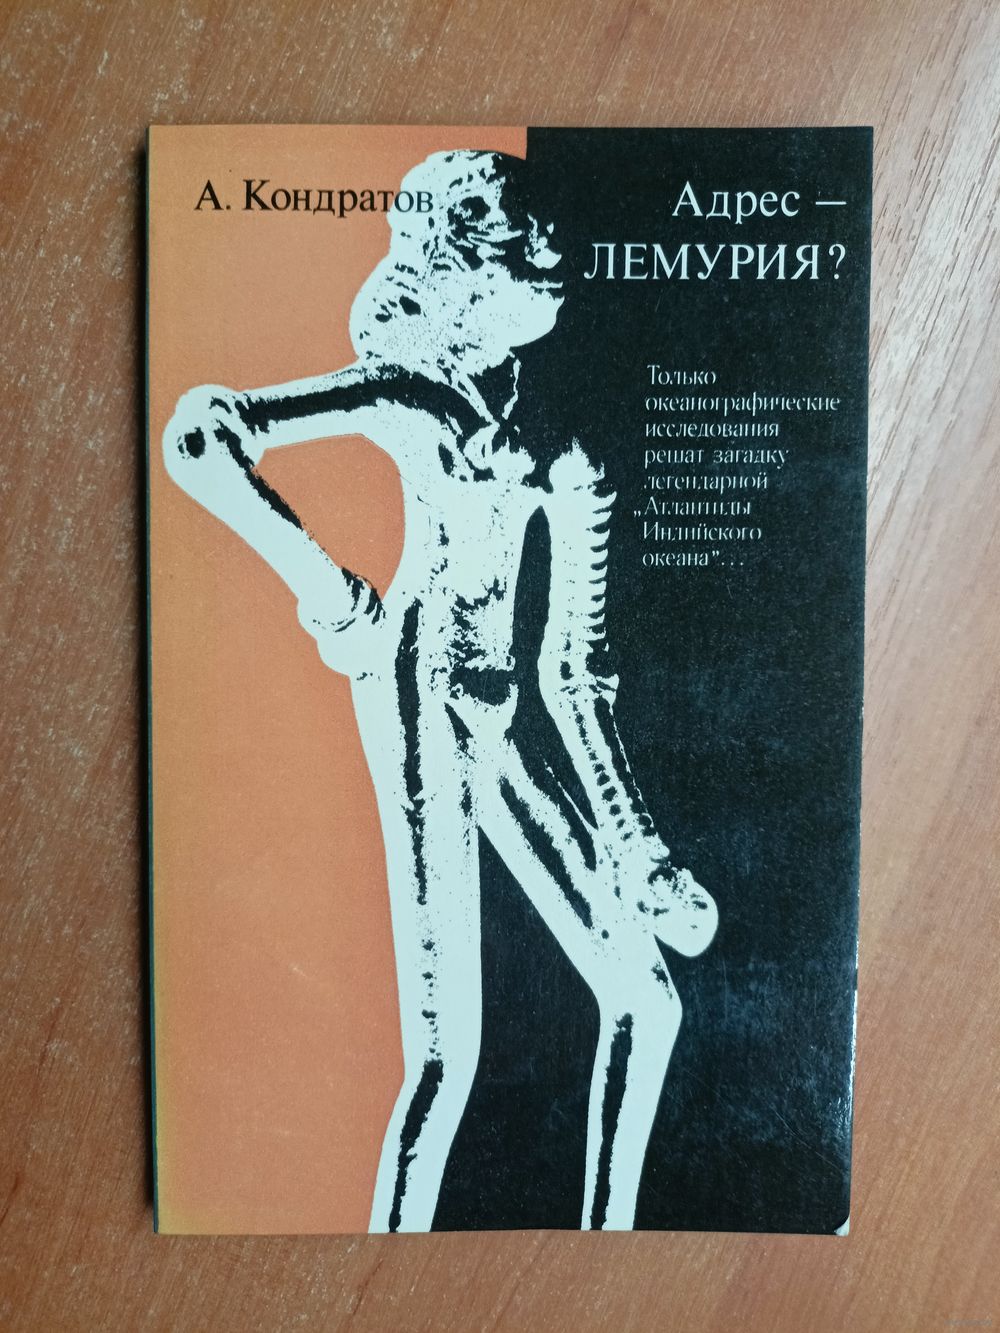 А. Кондратов
Адрес –
ЛЕМУРИЯ?
Только
океанографические
исследования
решат загадку
легендарной
„Атлантиды
Индийского
океана”...